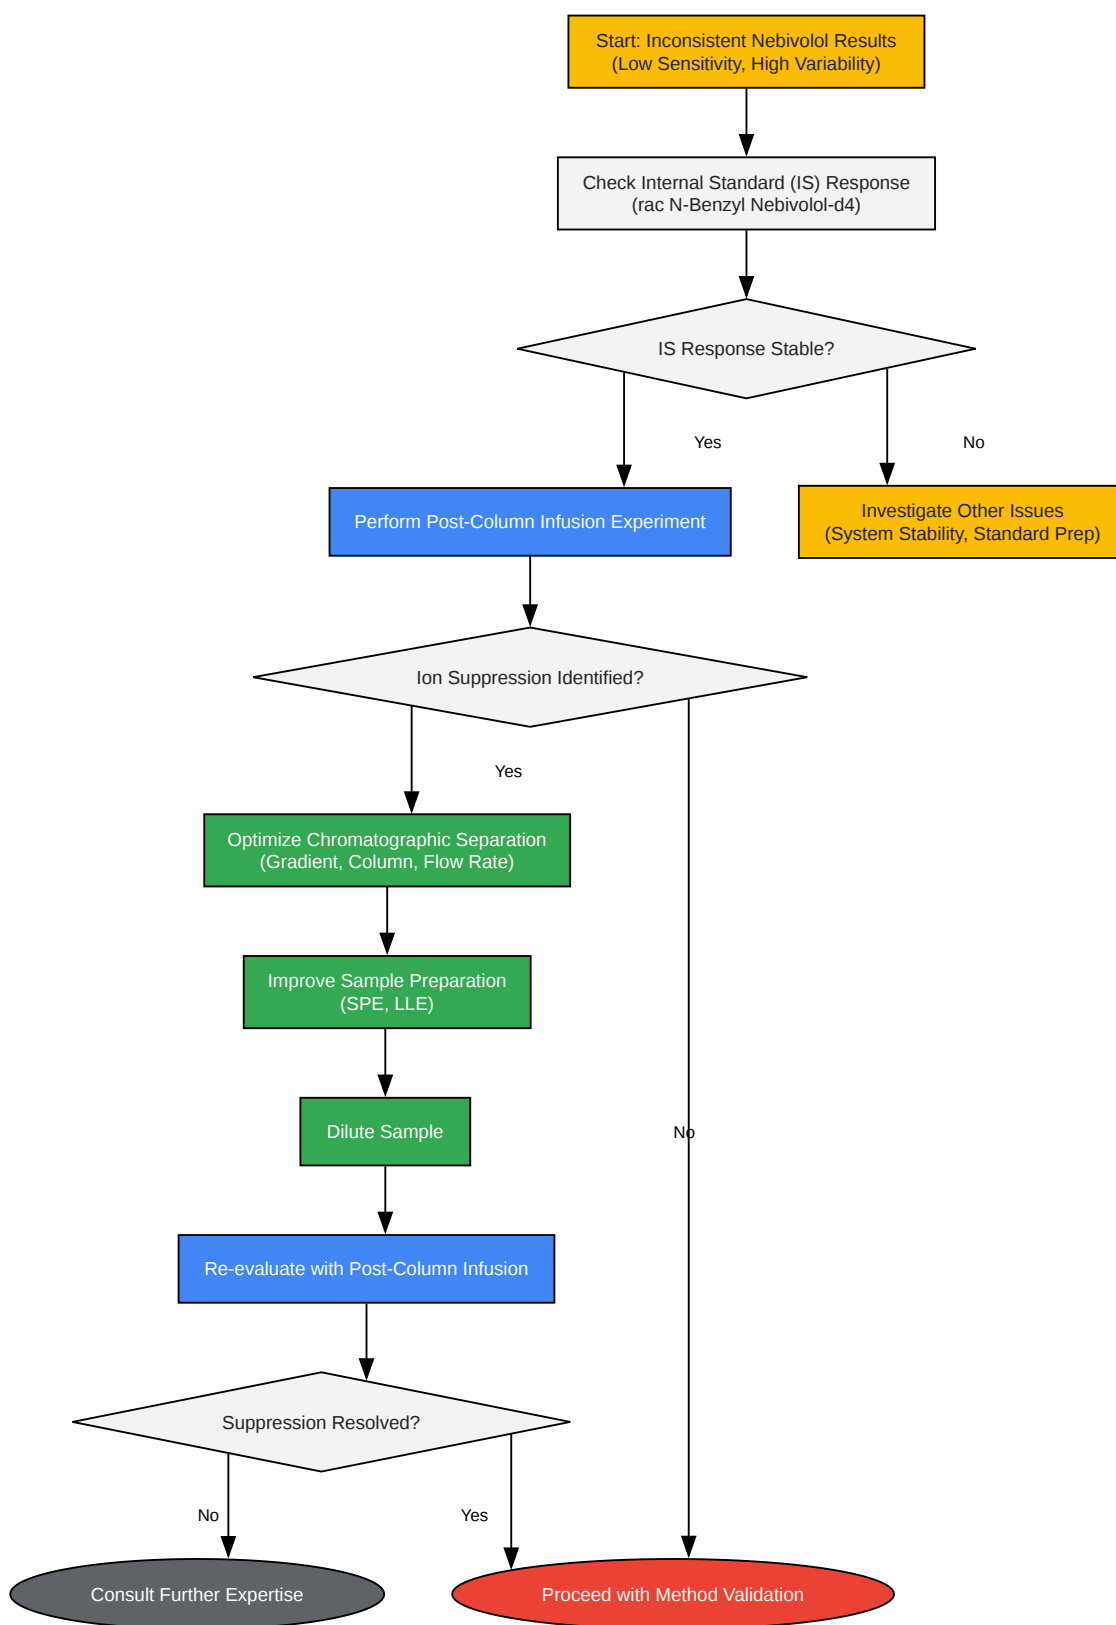 Start: Inconsistent Nebivolol Results
(Low Sensitivity, High Variability)
Check Internal Standard (IS) Response
(rac N-Benzyl Nebivolol-d4)
IS Response Stable?
Yes
No
Perform Post-Column Infusion Experiment
Investigate Other Issues
(System Stability, Standard Prep)
Ion Suppression Identified?
Yes
Optimize Chromatographic Separation
(Gradient, Column, Flow Rate)
Improve Sample Preparation
(SPE, LLE)
Dilute Sample
No
Re-evaluate with Post-Column Infusion
Suppression Resolved?
No
Yes
Consult Further Expertise
Proceed with Method Validation